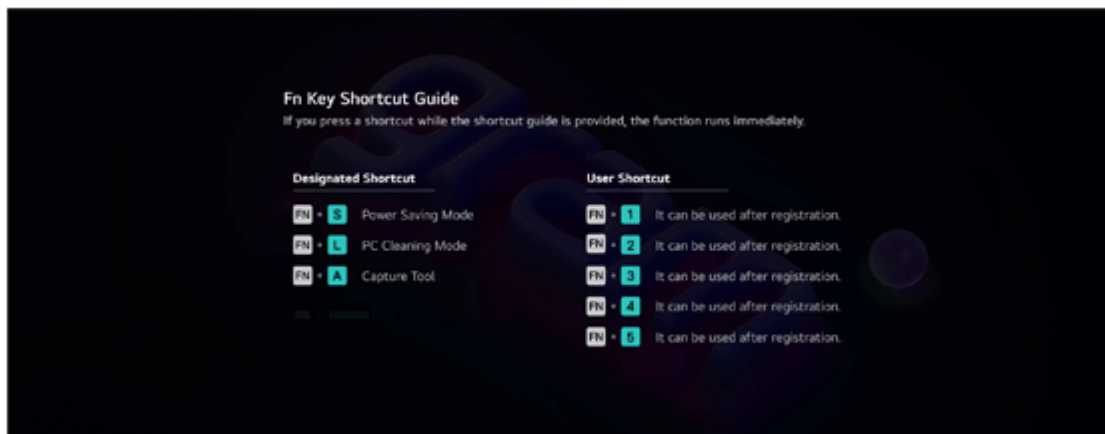 Fn Key Shortcut Guide
If you press a shortcut while the shortcut guide is provided, the function runs immediately.
Designated Shortcut
FN + S Power Saving Mode
FN + L PC Cleaning Mode
FN + A Capture Tool
User Shortcut
FN + 1 It can be used after registration.
FN + 2 It can be used after registration.
FN + 3 It can be used after registration.
FN + 4 It can be used after registration.
FN + 5 It can be used after registration.